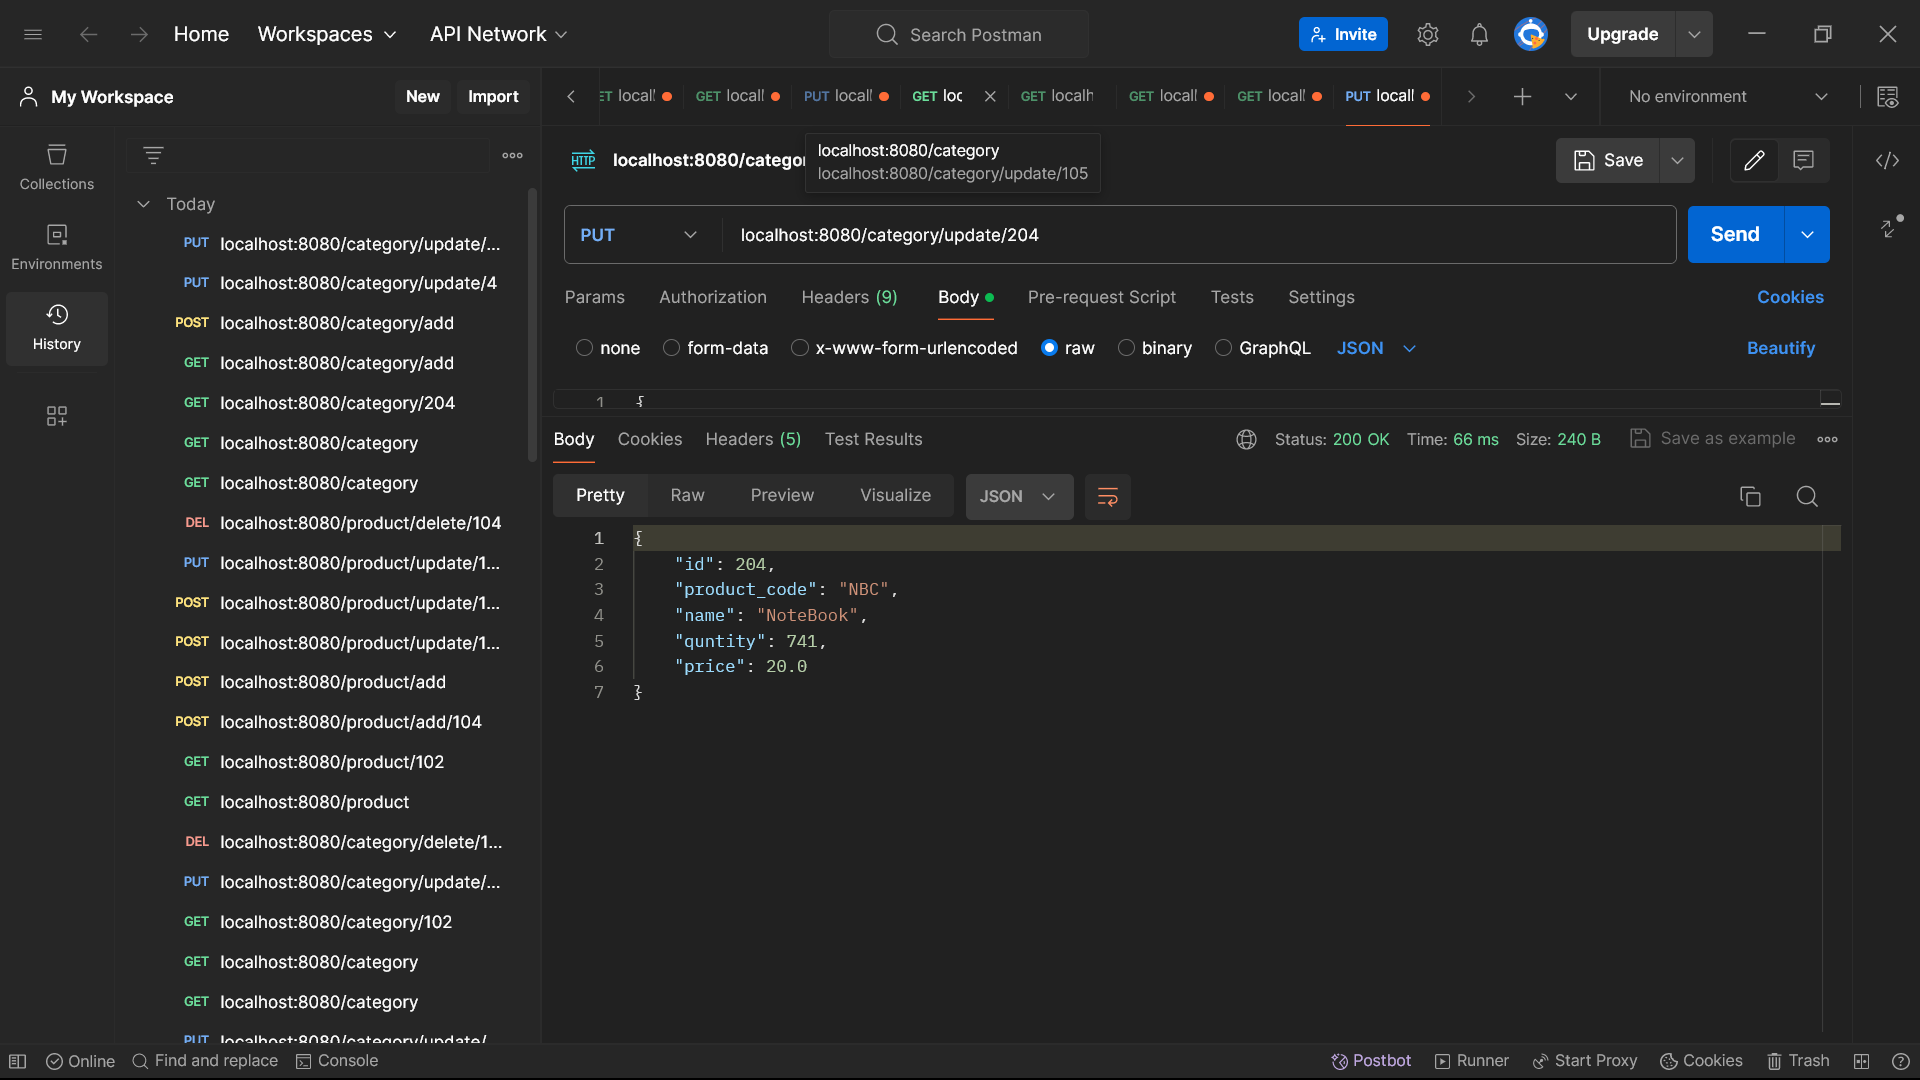 Home Workspaces API Network Search Postman Invite Upgrade
My Workspace New Import
ET locall GET locall PUT locall GET loc GET localh GET locall GET locall PUT locall No environment
Collections
Environments
History
Today
PUT localhost:8080/category/update/...
PUT localhost:8080/category/update/4
POST localhost:8080/category/add
GET localhost:8080/category/add
GET localhost:8080/category/204
GET localhost:8080/category
GET localhost:8080/category
DEL localhost:8080/product/delete/104
PUT localhost:8080/product/update/1...
POST localhost:8080/product/update/1...
POST localhost:8080/product/update/1...
POST localhost:8080/product/add
POST localhost:8080/product/add/104
GET localhost:8080/product/102
GET localhost:8080/product
DEL localhost:8080/category/delete/1...
PUT localhost:8080/category/update/...
GET localhost:8080/category/102
GET localhost:8080/category
GET localhost:8080/category
PUT localhost:8080/category/update/
HTTP localhost:8080/catego
localhost:8080/category
localhost:8080/category/update/105
Save
PUT localhost:8080/category/update/204 Send
Params Authorization Headers (9) Body Pre-request Script Tests Settings Cookies
none form-data x-www-form-urlencoded raw binary GraphQL JSON Beautify
1 {
Body Cookies Headers (5) Test Results Status: 200 OK Time: 66 ms Size: 240 B Save as example
Pretty Raw Preview Visualize JSON
1 {
2 "id": 204,
3 "product_code": "NBC",
4 "name": "NoteBook",
5 "quntity": 741,
6 "price": 20.0
7 }
Online Find and replace Console Postbot Runner Start Proxy Cookies Trash